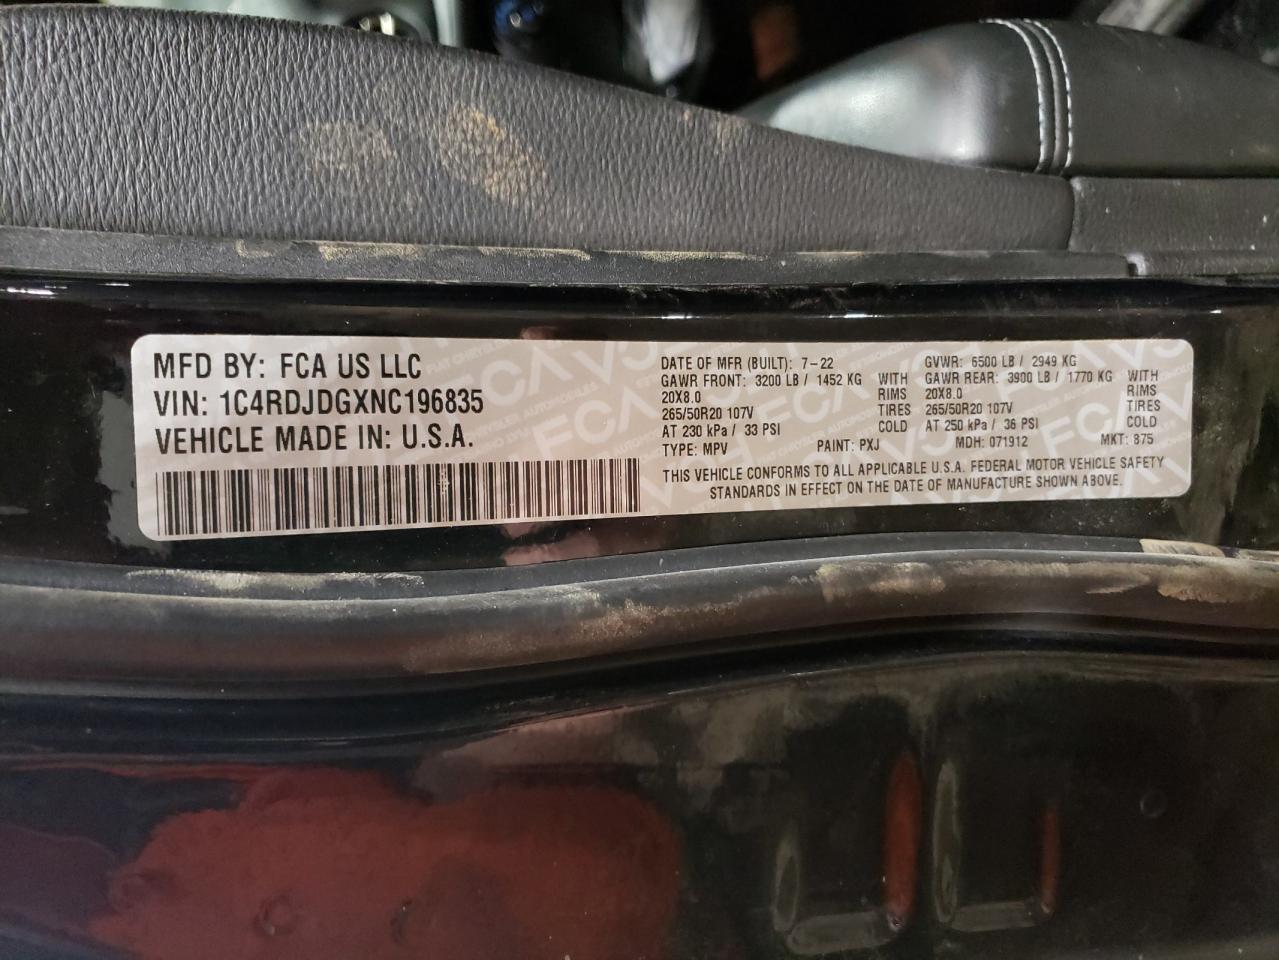 MFD BY: FCA US LLC
VIN: 1C4RDJDGXNC196835
VEHICLE MADE IN: U.S.A.
DATE OF MFR (BUILT): 7-22
GAWR FRONT: 3200 LB / 1452 KG WITH
20X8.0 RIMS
265/50R20 107V TIRES
AT 230 kPa / 33 PSI COLD
GVWR: 6500 LB / 2949 KG
GAWR REAR: 3900 LB / 1770 KG WITH
20X8.0 RIMS
265/50R20 107V TIRES
AT 250 kPa / 36 PSI COLD
TYPE: MPV PAINT: PXJ MDH: 071912 MKT: 875
THIS VEHICLE CONFORMS TO ALL APPLICABLE U.S.A. FEDERAL MOTOR VEHICLE SAFETY
STANDARDS IN EFFECT ON THE DATE OF MANUFACTURE SHOWN ABOVE.